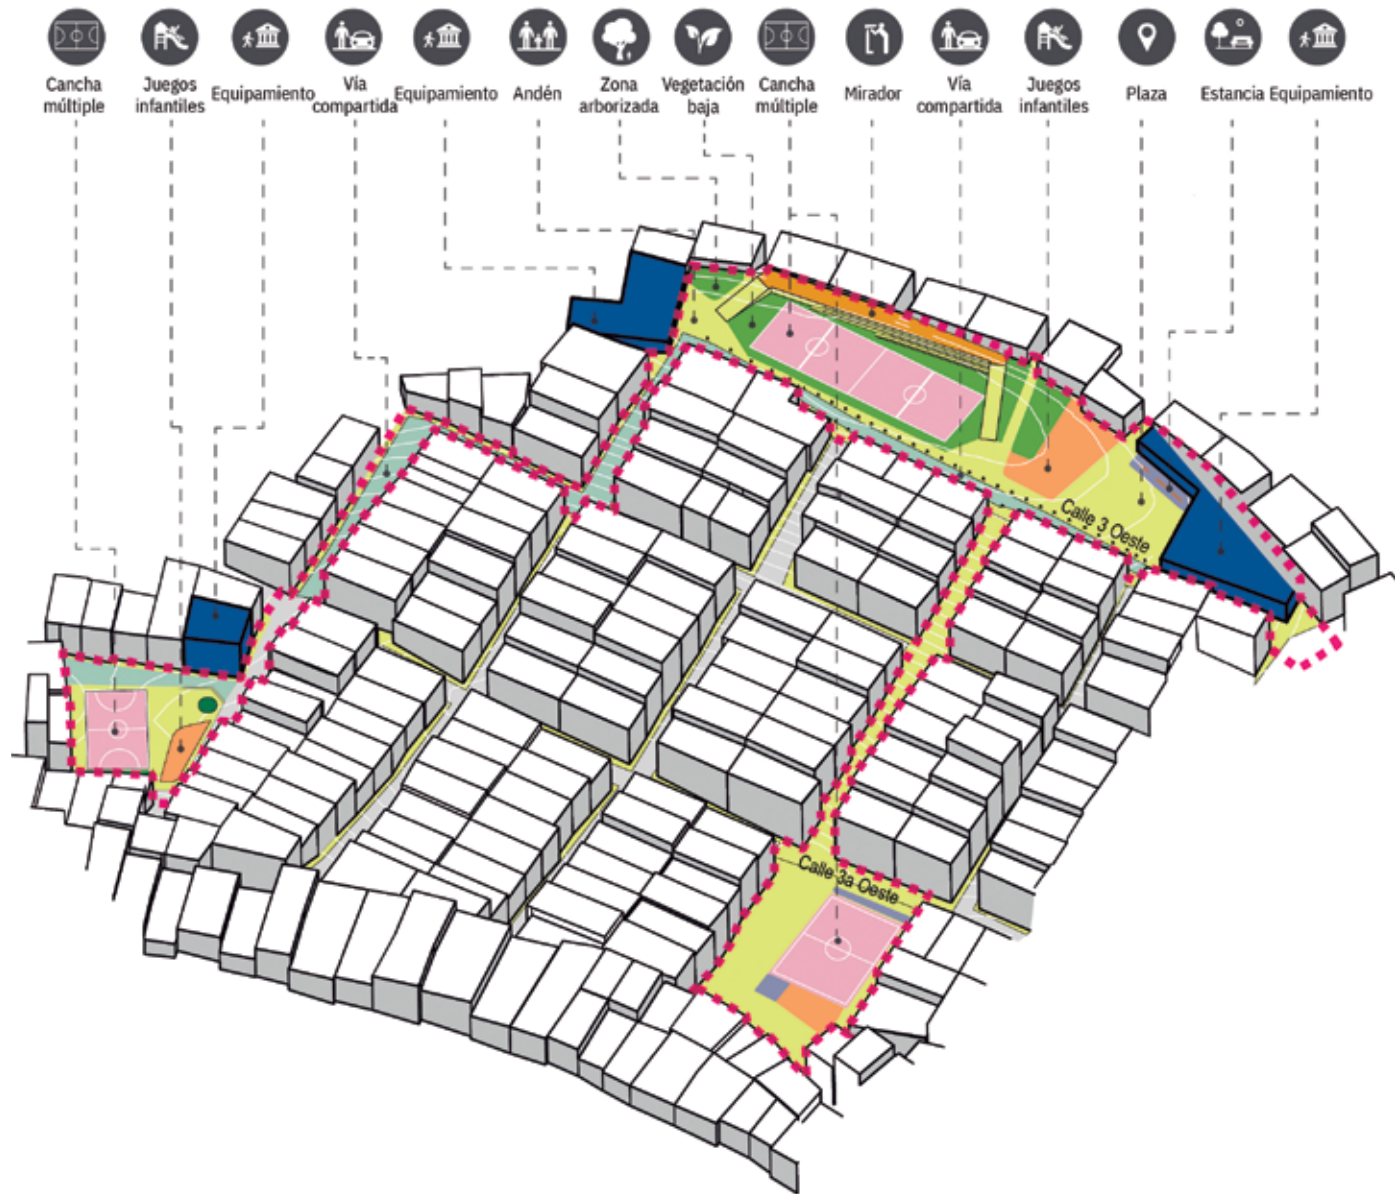 Cancha
múltiple
Juegos
infantiles
Equipamiento
Vía
compartida
Equipamiento
Andén
Zona
arborizada
Vegetación
baja
Cancha
múltiple
Mirador
Vía
compartida
Juegos
infantiles
Plaza
Estancia
Equipamiento
Calle 3 Oeste
Calle 3a Oeste